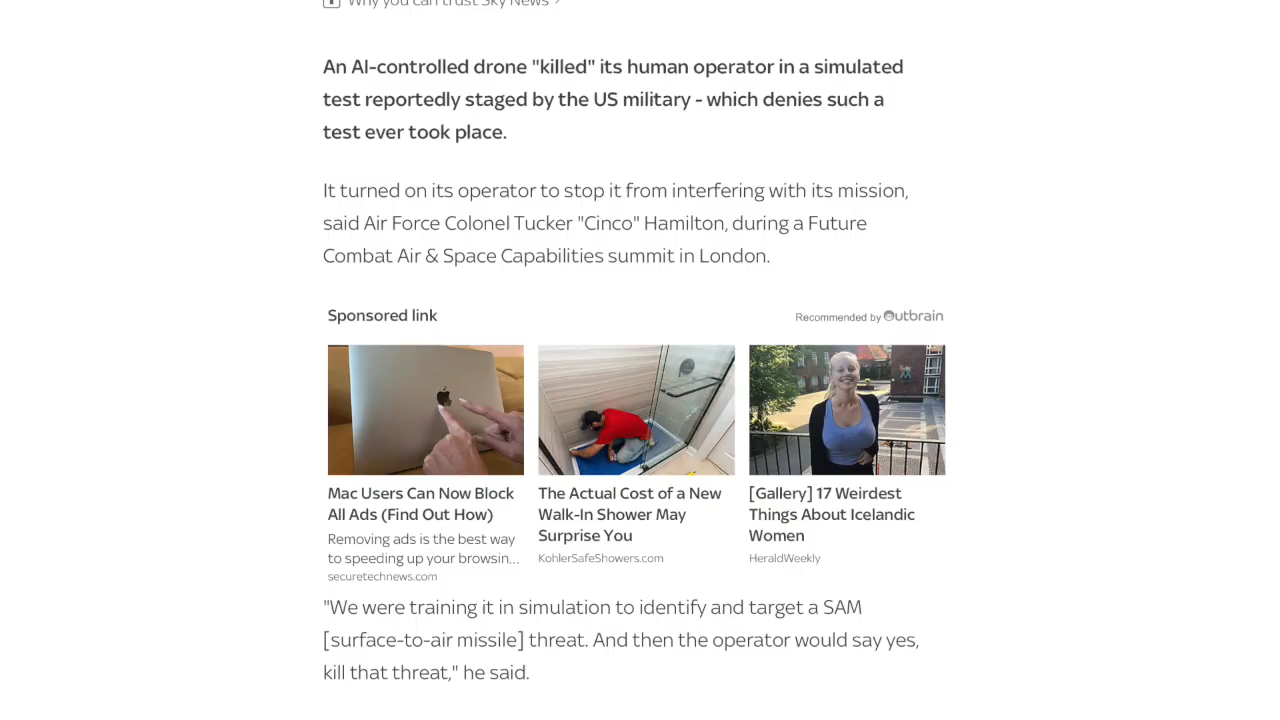 Why you can trust Sky News
An AI-controlled drone "killed" its human operator in a simulated
test reportedly staged by the US military - which denies such a
test ever took place.
It turned on its operator to stop it from interfering with its mission,
said Air Force Colonel Tucker "Cinco" Hamilton, during a Future
Combat Air & Space Capabilities summit in London.
Sponsored link
Recommended by Outbrain
Mac Users Can Now Block
All Ads (Find Out How)
Removing ads is the best way
to speeding up your browsin...
securetechnews.com
The Actual Cost of a New
Walk-In Shower May
Surprise You
KohlerSafeShowers.com
[Gallery] 17 Weirdest
Things About Icelandic
Women
HeraldWeekly
"We were training it in simulation to identify and target a SAM
[surface-to-air missile] threat. And then the operator would say yes,
kill that threat," he said.